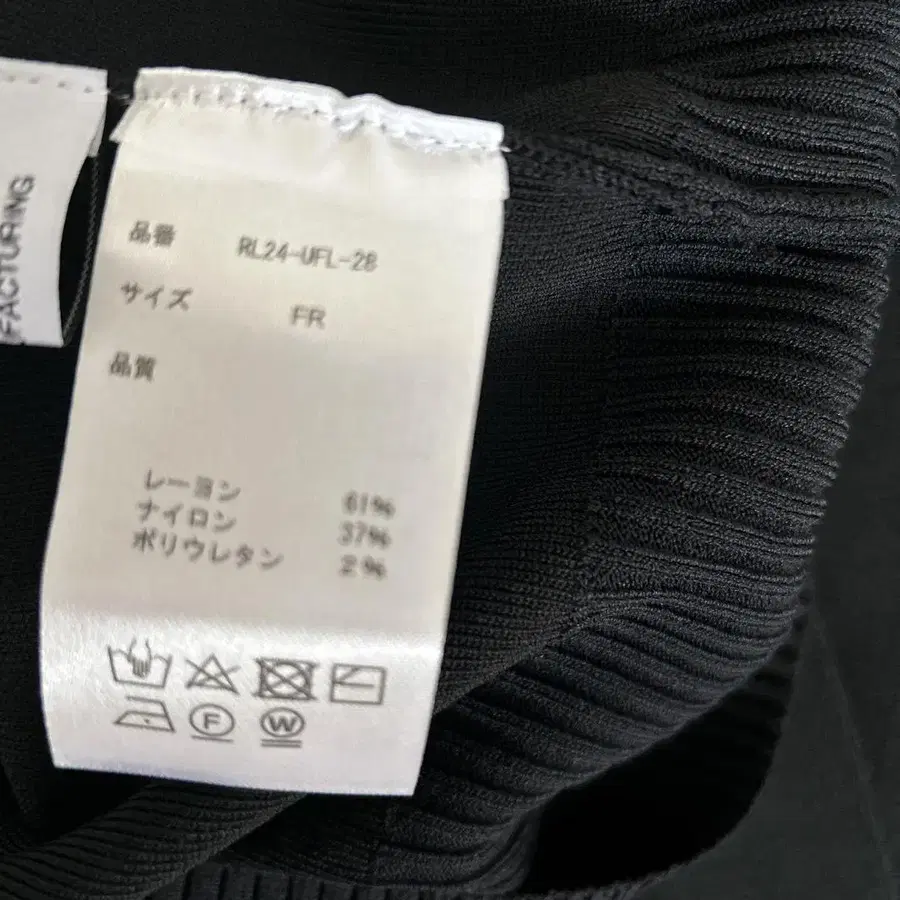 FACTURING
品番 RL24-UFL-28
サイズ FR
品質
レーヨン 61%
ナイロン 37%
ポリウレタン 2%
F W